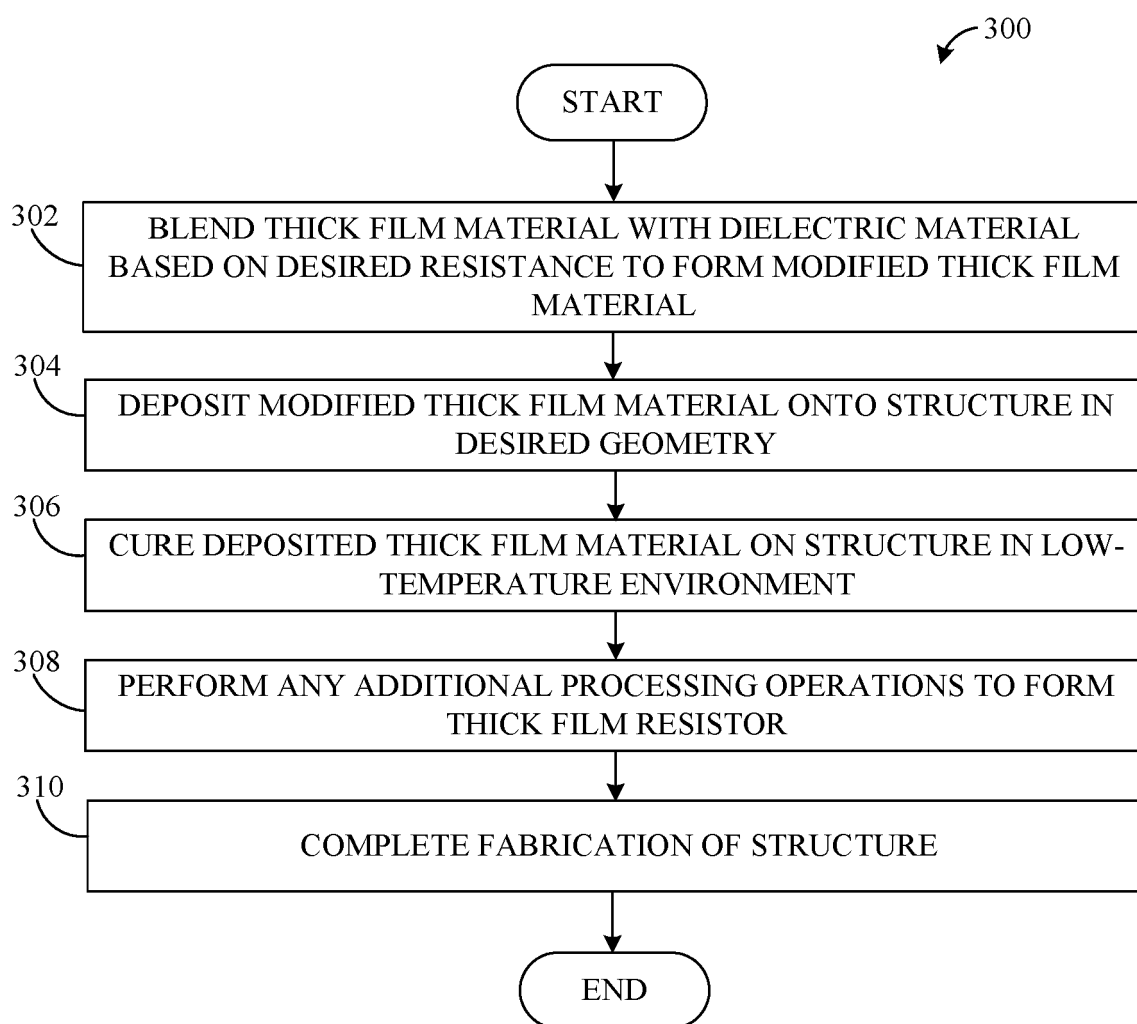 300
START
302
BLEND THICK FILM MATERIAL WITH DIELECTRIC MATERIAL
BASED ON DESIRED RESISTANCE TO FORM MODIFIED THICK FILM
MATERIAL
304
DEPOSIT MODIFIED THICK FILM MATERIAL ONTO STRUCTURE IN
DESIRED GEOMETRY
306
CURE DEPOSITED THICK FILM MATERIAL ON STRUCTURE IN LOW-
TEMPERATURE ENVIRONMENT
308
PERFORM ANY ADDITIONAL PROCESSING OPERATIONS TO FORM
THICK FILM RESISTOR
310
COMPLETE FABRICATION OF STRUCTURE
END